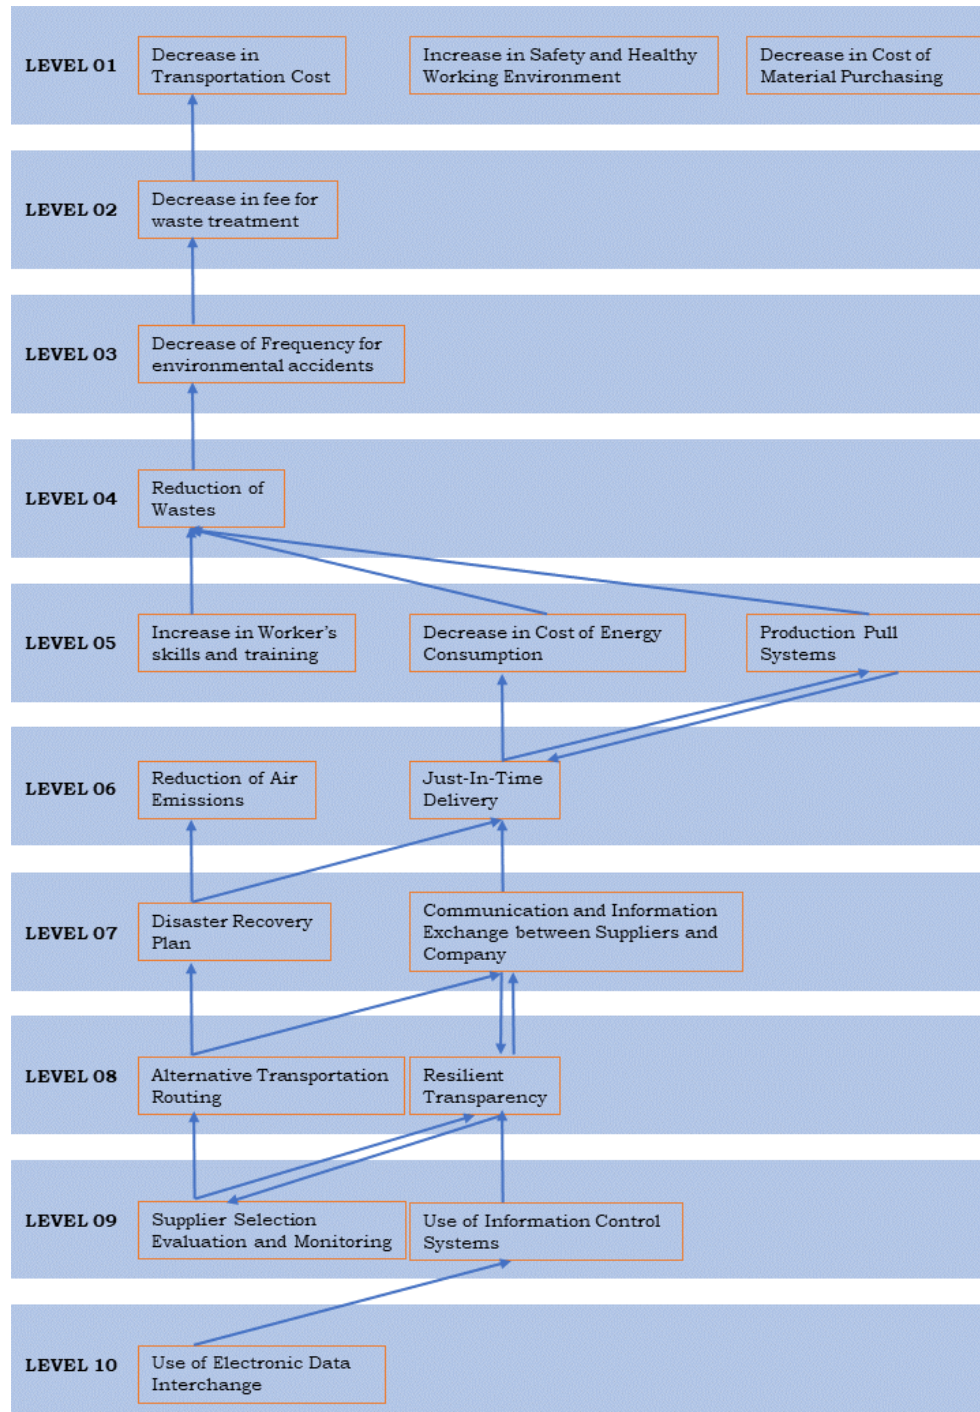 LEVEL 01
Decrease in
Transportation Cost
Increase in Safety and Healthy
Working Environment
Decrease in Cost of
Material Purchasing
LEVEL 02
Decrease in fee for
waste treatment
LEVEL 03
Decrease of Frequency for
environmental accidents
LEVEL 04
Reduction of
Wastes
LEVEL 05
Increase in Worker's
skills and training
Decrease in Cost of Energy
Consumption
Production Pull
Systems
LEVEL 06
Reduction of Air
Emissions
Just-In-Time
Delivery
LEVEL 07
Disaster Recovery
Plan
Communication and Information
Exchange between Suppliers and
Company
LEVEL 08
Alternative Transportation
Routing
Resilient
Transparency
LEVEL 09
Supplier Selection
Evaluation and Monitoring
Use of Information Control
Systems
LEVEL 10
Use of Electronic Data
Interchange